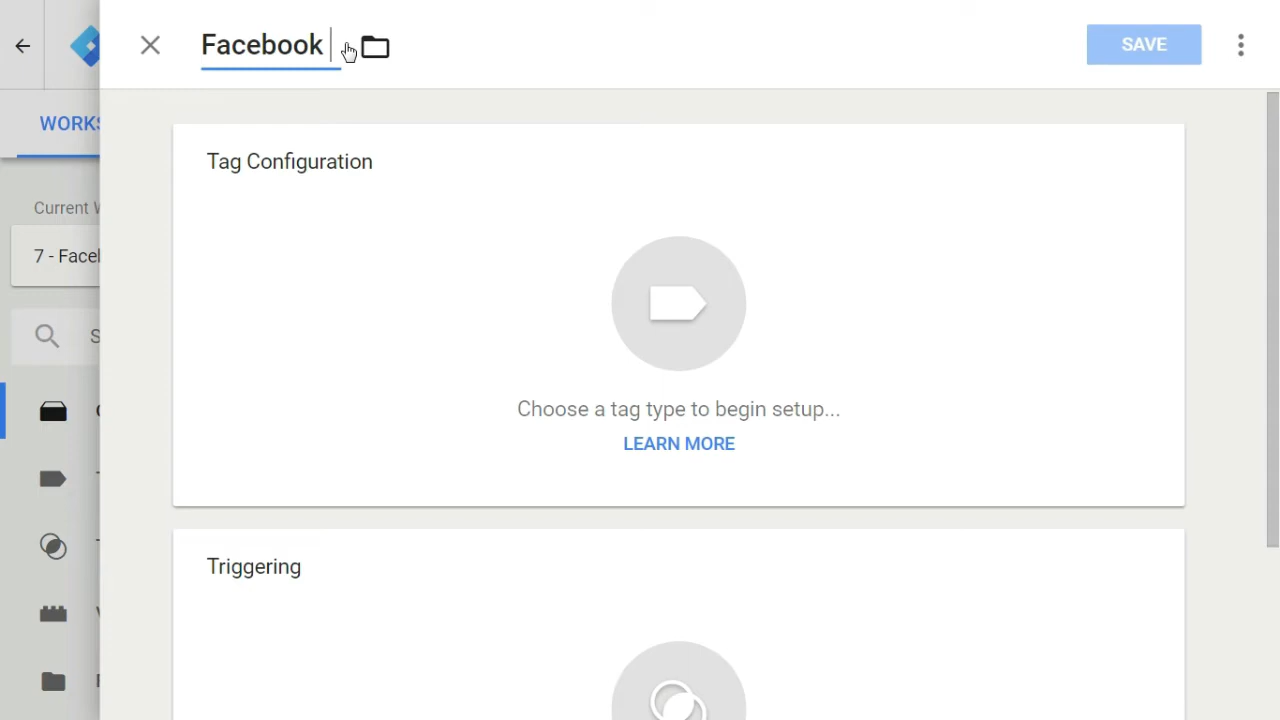 Facebook
SAVE
WORKS
Tag Configuration
Current W
7 - Facel
S
Choose a tag type to begin setup...
LEARN MORE
Triggering